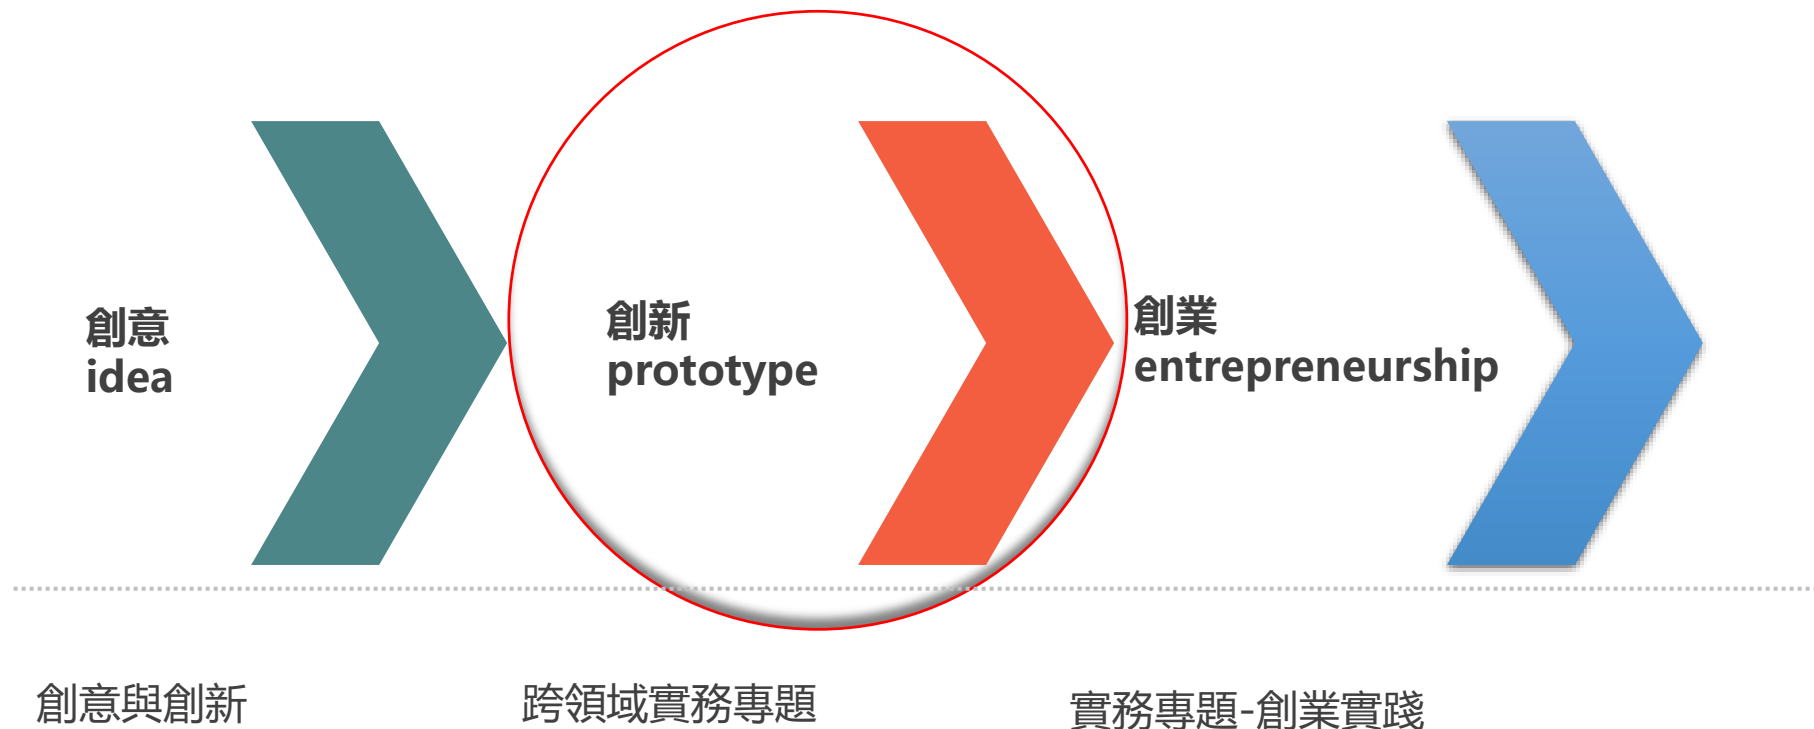 創意
idea
創新
prototype
創業
entrepreneurship
創意與創新
跨領域實務專題
實務專題-創業實踐